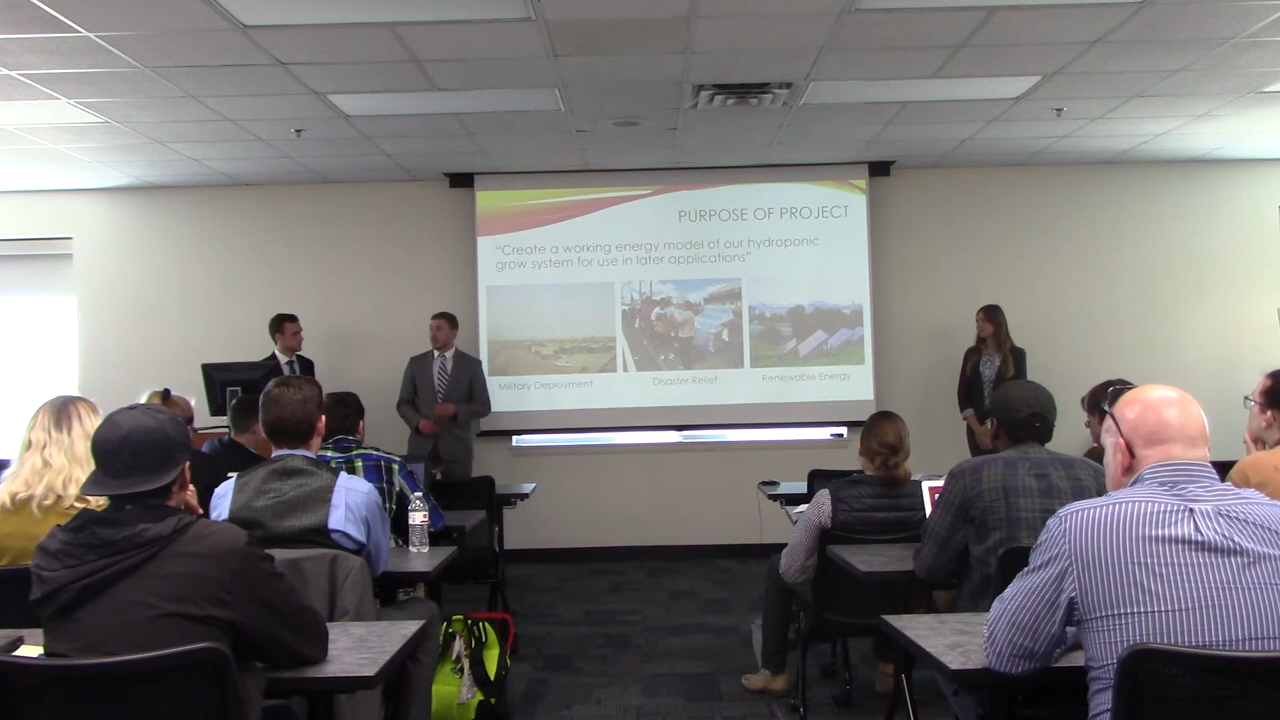 PURPOSE OF PROJECT
“Create a working energy model of our hydroponic
grow system for use in later applications”
Military Deployment
Disaster Relief
Renewable Energy